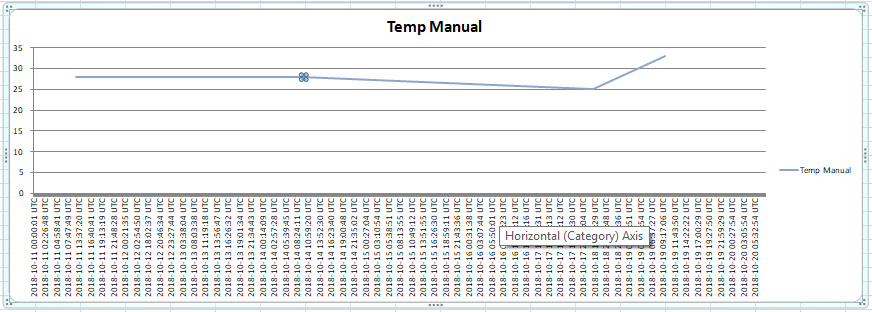 Temp Manual
35
30
25
20
15
10
5
0
Temp Manual
Horizontal (Category) Axis
2018-10-11 00:00:01 UTC
2018-10-11 02:26:48 UTC
2018-10-11 04:58:41 UTC
2018-10-11 07:47:49 UTC
2018-10-11 13:37:20 UTC
2018-10-11 16:40:41 UTC
2018-10-11 19:13:19 UTC
2018-10-11 21:48:28 UTC
2018-10-12 00:21:35 UTC
2018-10-12 02:54:50 UTC
2018-10-12 18:02:37 UTC
2018-10-12 20:46:34 UTC
2018-10-12 23:27:44 UTC
2018-10-13 05:38:04 UTC
2018-10-13 08:03:38 UTC
2018-10-13 11:19:18 UTC
2018-10-13 13:56:47 UTC
2018-10-13 16:26:32 UTC
2018-10-13 19:01:34 UTC
2018-10-13 21:34:43 UTC
2018-10-14 00:14:09 UTC
2018-10-14 02:57:28 UTC
2018-10-14 05:39:45 UTC
2018-10-14 08:24:11 UTC
2018-10-14 13:52:30 UTC
2018-10-14 16:23:40 UTC
2018-10-14 19:00:48 UTC
2018-10-14 21:35:02 UTC
2018-10-15 00:27:04 UTC
2018-10-15 03:10:54 UTC
2018-10-15 05:38:54 UTC
2018-10-15 08:13:55 UTC
2018-10-15 10:49:12 UTC
2018-10-15 13:51:55 UTC
2018-10-15 16:26:30 UTC
2018-10-15 18:59:11 UTC
2018-10-15 21:43:36 UTC
2018-10-16 00:31:38 UTC
2018-10-19 09:17:06 UTC
2018-10-19 11:43:50 UTC
2018-10-19 14:22:22 UTC
2018-10-19 17:00:29 UTC
2018-10-19 19:27:50 UTC
2018-10-19 21:59:29 UTC
2018-10-20 00:27:54 UTC
2018-10-20 03:05:54 UTC
2018-10-20 05:32:54 UTC